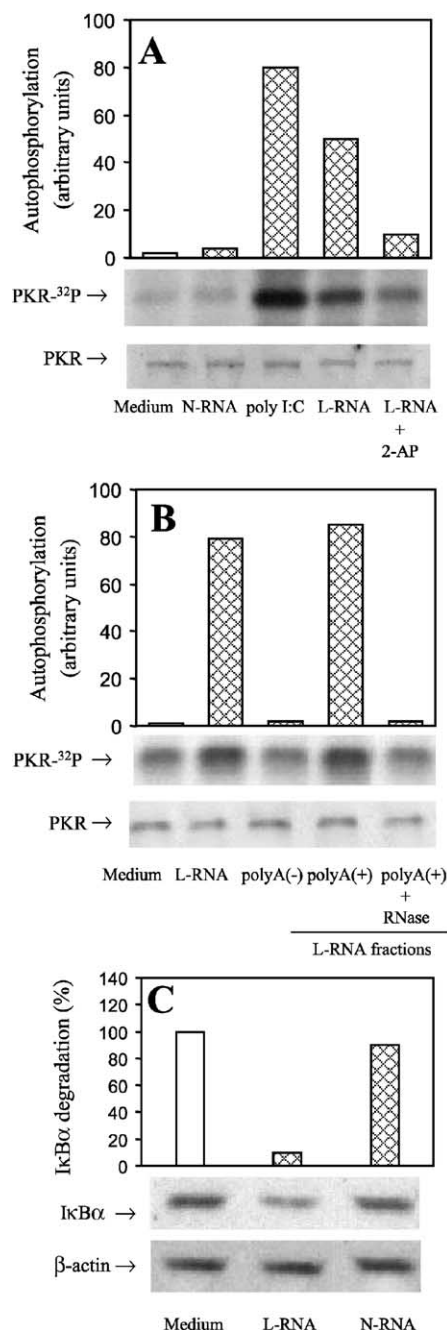 A
Autophosphorylation
(arbitrary units)
100
80
60
40
20
0
PKR-³²P →
PKR →
Medium N-RNA poly I:C L-RNA L-RNA
+
2-AP
B
Autophosphorylation
(arbitrary units)
100
80
60
40
20
0
PKR-³²P →
PKR →
Medium L-RNA polyA(-) polyA(+) polyA(+)
+
RNase
L-RNA fractions
C
IκBα degradation (%)
140
120
100
80
60
40
20
0
IκBα →
β-actin →
Medium L-RNA N-RNA